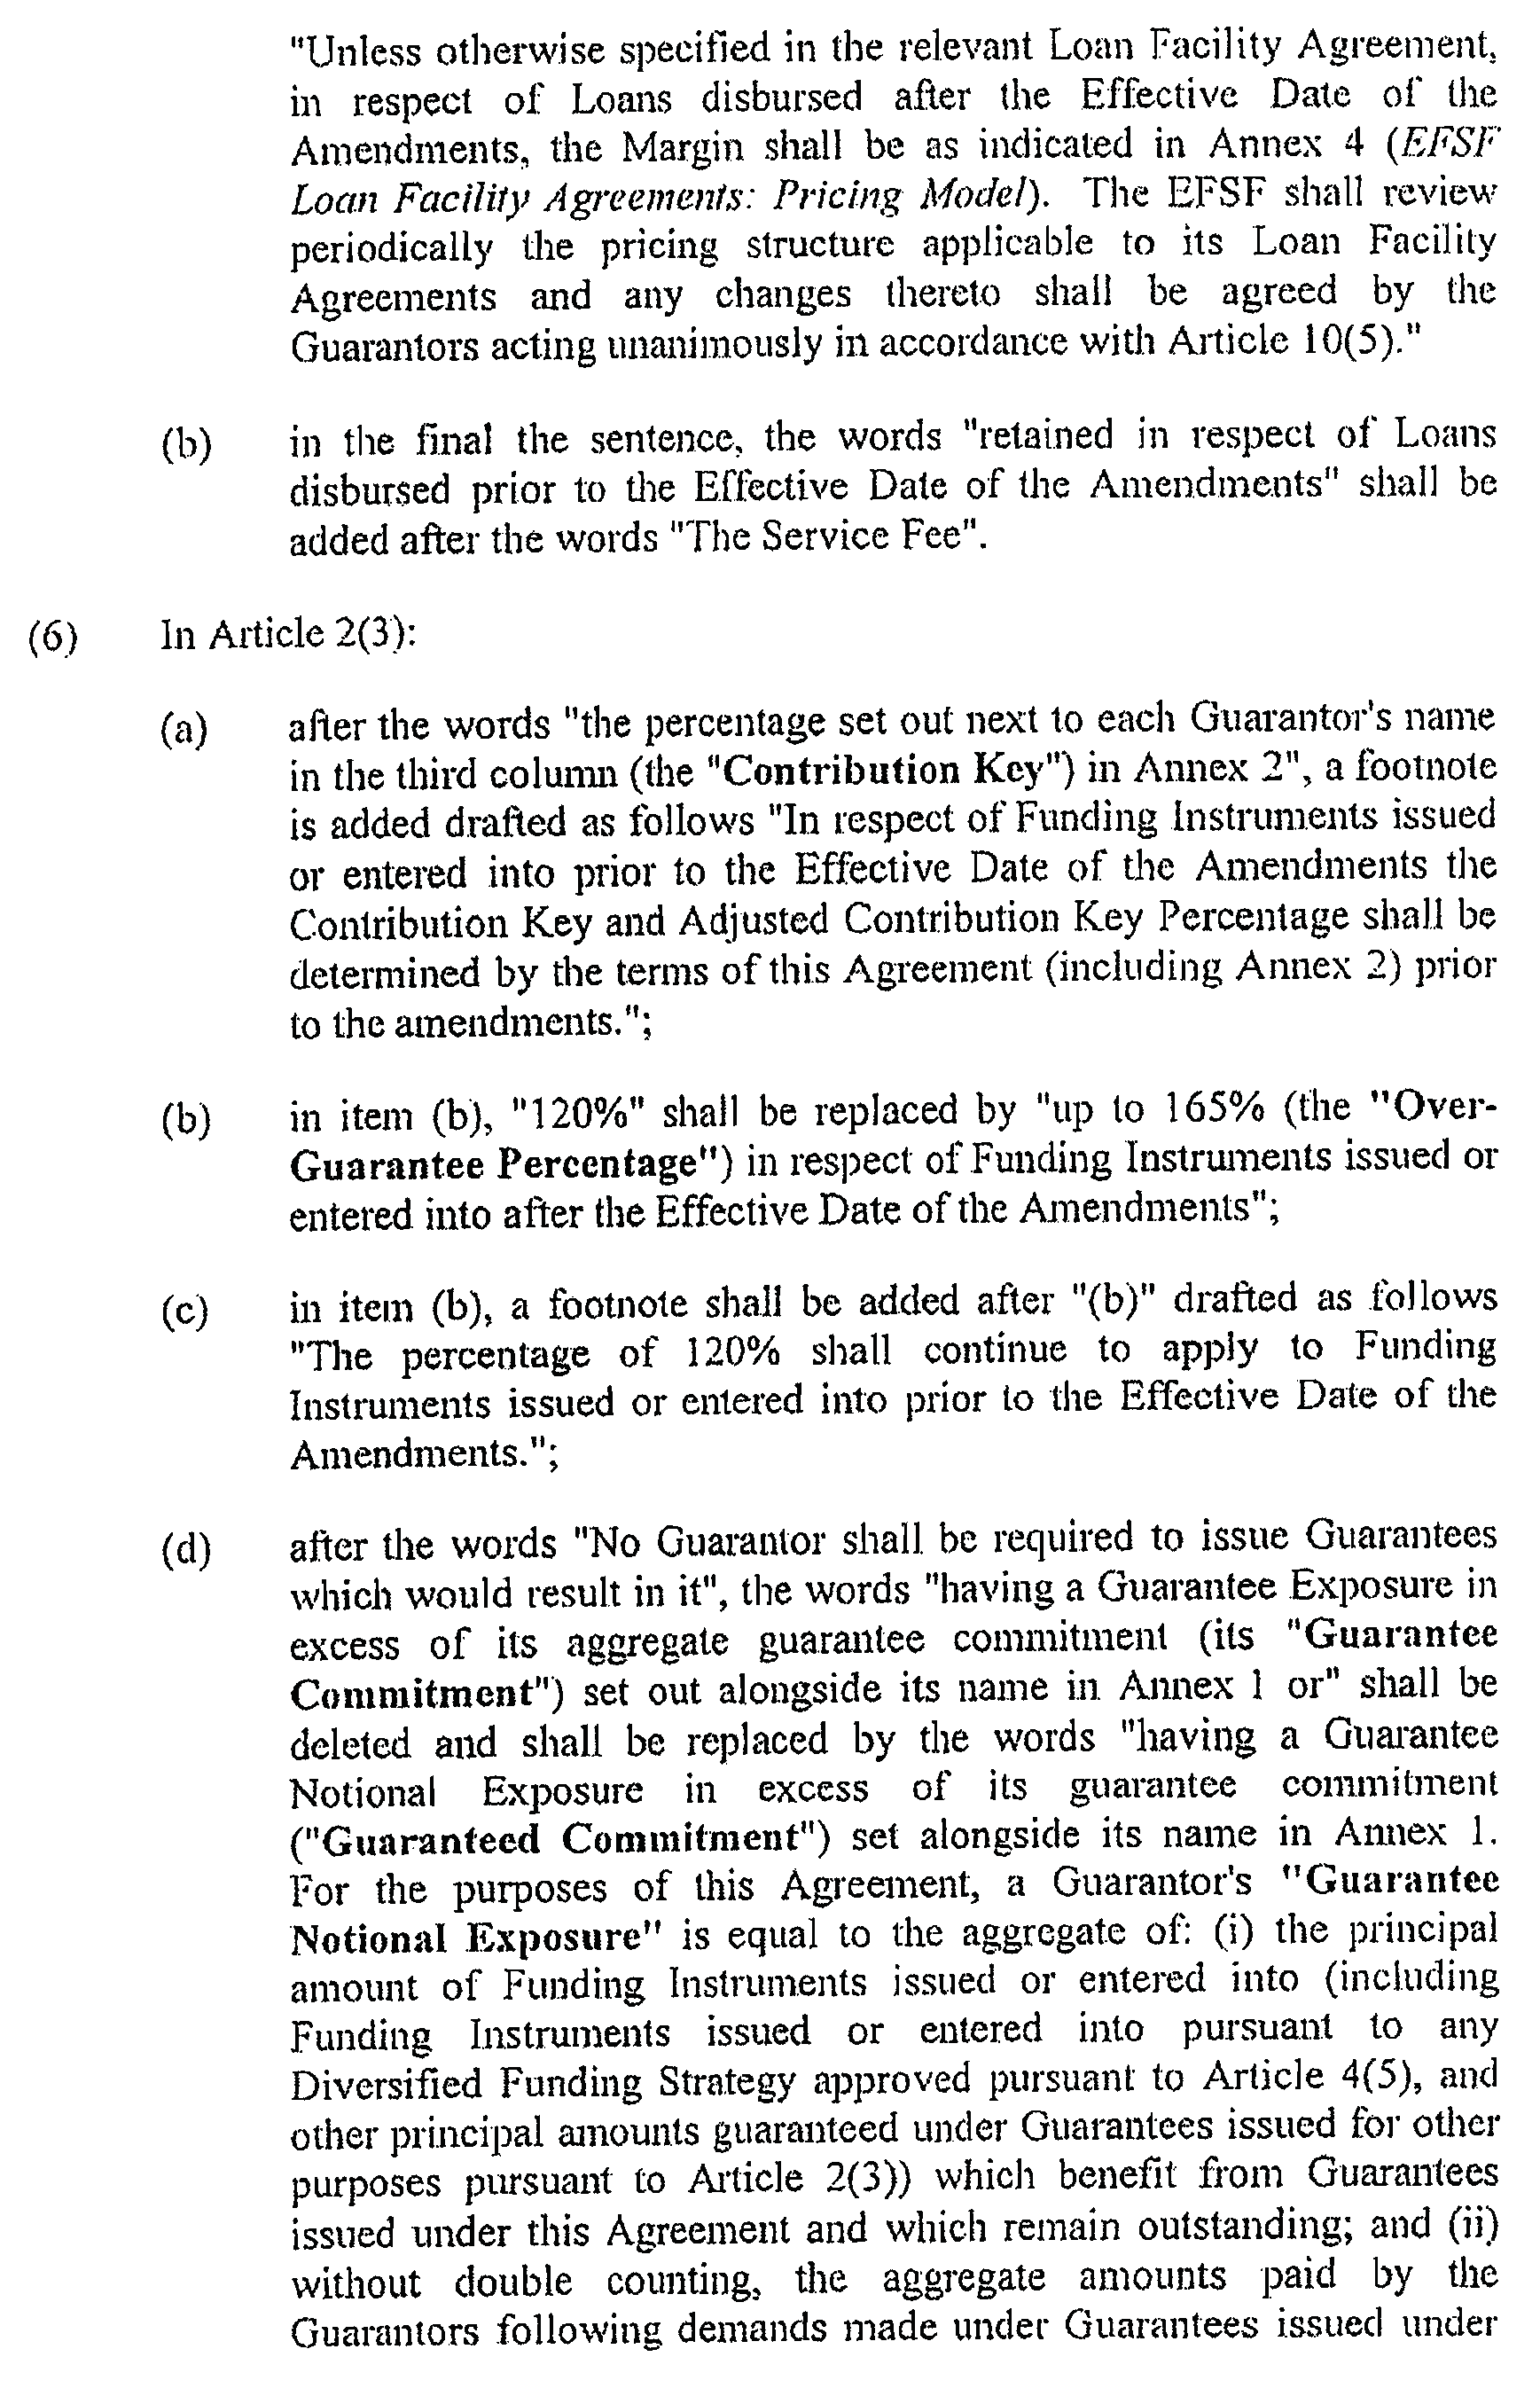 "Unless otherwise specified in the relevant Loan Facility Agreement,
in respect of Loans disbursed after the Effective Date of the
Amendments, the Margin shall be as indicated in Annex 4 (EFSF
Loan Facility Agreements: Pricing Model). The EFSF shall review
periodically the pricing structure applicable to its Loan Facility
Agreements and any changes thereto shall be agreed by the
Guarantors acting unanimously in accordance with Article 10(5)."
(b) in the final the sentence, the words "retained in respect of Loans
disbursed prior to the Effective Date of the Amendments" shall be
added after the words "The Service Fee".
(6) In Article 2(3):
(a) after the words "the percentage set out next to each Guarantor's name
in the third column (the "Contribution Key") in Annex 2", a footnote
is added drafted as follows "In respect of Funding Instruments issued
or entered into prior to the Effective Date of the Amendments the
Contribution Key and Adjusted Contribution Key Percentage shall be
determined by the terms of this Agreement (including Annex 2) prior
to the amendments.";
(b) in item (b), "120%" shall be replaced by "up to 165% (the "Over-
Guarantee Percentage") in respect of Funding Instruments issued or
entered into after the Effective Date of the Amendments";
(c) in item (b), a footnote shall be added after "(b)" drafted as follows
"The percentage of 120% shall continue to apply to Funding
Instruments issued or entered into prior to the Effective Date of the
Amendments.";
(d) after the words "No Guarantor shall be required to issue Guarantees
which would result in it", the words "having a Guarantee Exposure in
excess of its aggregate guarantee commitment (its "Guarantee
Commitment") set out alongside its name in Annex 1 or" shall be
deleted and shall be replaced by the words "having a Guarantee
Notional Exposure in excess of its guarantee commitment
("Guaranteed Commitment") set alongside its name in Annex 1.
For the purposes of this Agreement, a Guarantor's "Guarantee
Notional Exposure" is equal to the aggregate of: (i) the principal
amount of Funding Instruments issued or entered into (including
Funding Instruments issued or entered into pursuant to any
Diversified Funding Strategy approved pursuant to Article 4(5), and
other principal amounts guaranteed under Guarantees issued for other
purposes pursuant to Article 2(3)) which benefit from Guarantees
issued under this Agreement and which remain outstanding; and (ii)
without double counting, the aggregate amounts paid by the
Guarantors following demands made under Guarantees issued under